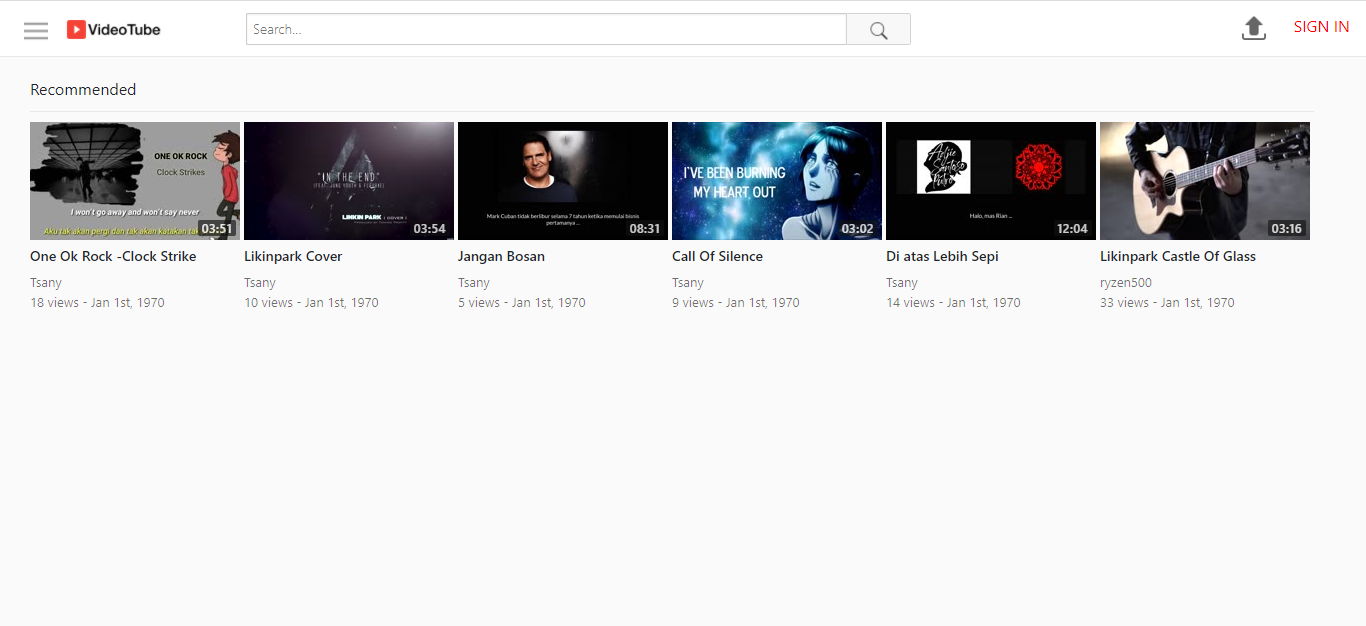 VideoTube
Search...
SIGN IN
Recommended
ONE OK ROCK
Clock Strikes
I won't go away and won't say never
Aku tak akan pergi dan tak akan katakan
03:51
"IN THE END"
LINKIN PARK ( COVER )
03:54
Mark Cuban tidak berlibur selama 7 tahun ketika memulai bisnis
pertamanya ...
08:31
I'VE BEEN BURNING
MY HEART OUT
03:02
Halo, mas Rian ...
12:04
03:16
One Ok Rock -Clock Strike
Tsany
18 views - Jan 1st, 1970
Likinpark Cover
Tsany
10 views - Jan 1st, 1970
Jangan Bosan
Tsany
5 views - Jan 1st, 1970
Call Of Silence
Tsany
9 views - Jan 1st, 1970
Di atas Lebih Sepi
Tsany
14 views - Jan 1st, 1970
Likinpark Castle Of Glass
ryzen500
33 views - Jan 1st, 1970